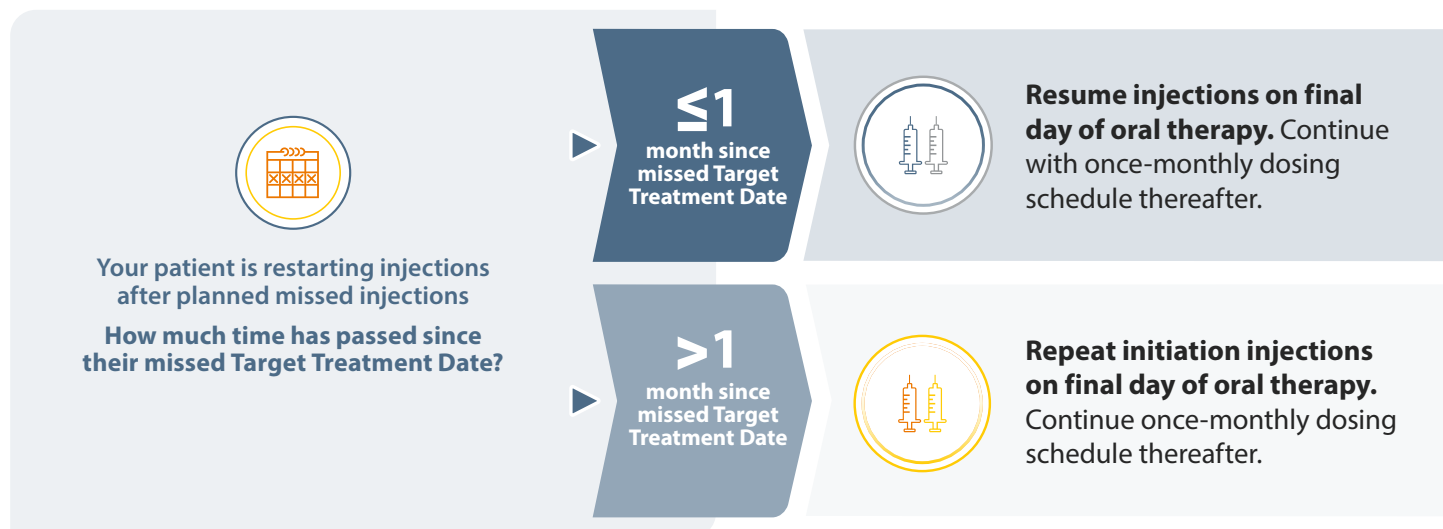 Your patient is restarting injections
after planned missed injections
How much time has passed since
their missed Target Treatment Date?
≤1
month since
missed Target
Treatment Date
Resume injections on final
day of oral therapy. Continue
with once-monthly dosing
schedule thereafter.
>1
month since
missed Target
Treatment Date
Repeat initiation injections
on final day of oral therapy.
Continue once-monthly dosing
schedule thereafter.